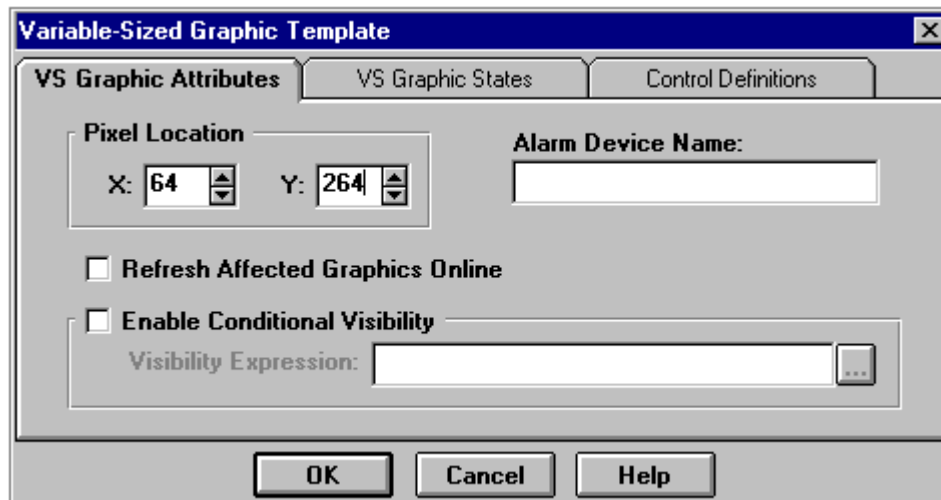 Variable-Sized Graphic Template
VS Graphic Attributes VS Graphic States Control Definitions
Pixel Location
Alarm Device Name:
X: 64 Y: 264
Refresh Affected Graphics Online
Enable Conditional Visibility
Visibility Expression: ...
OK Cancel Help